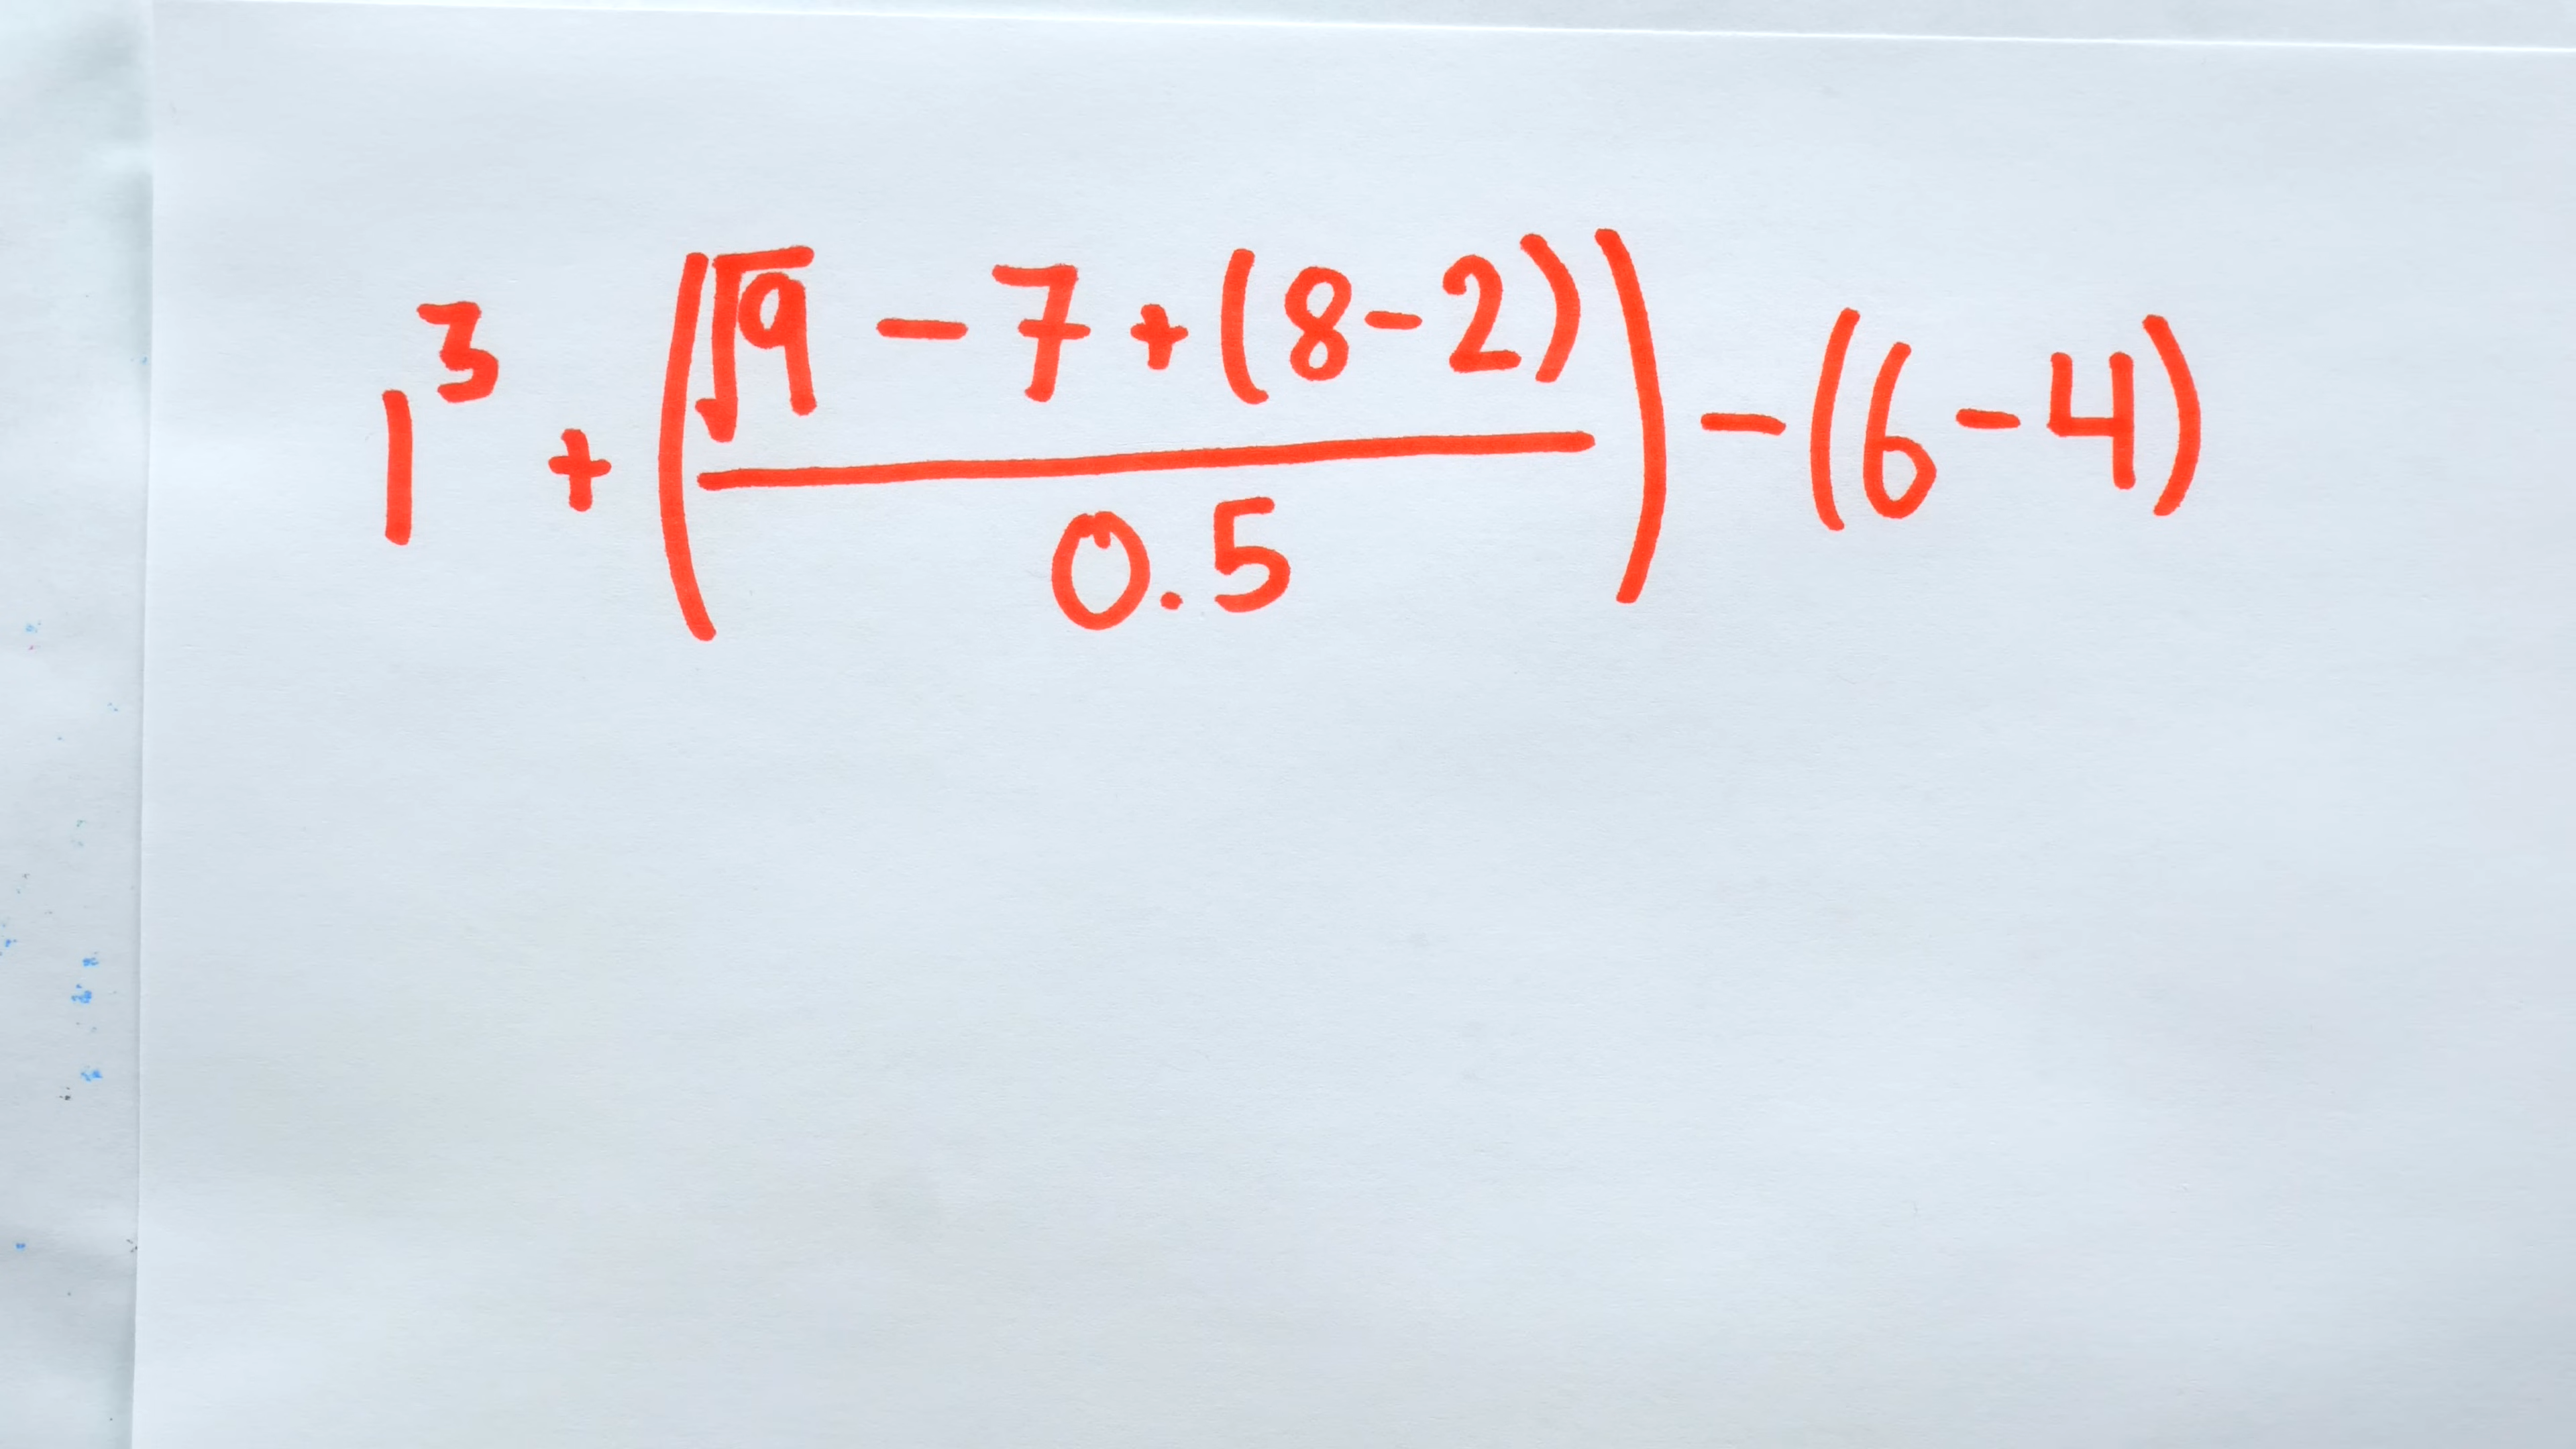 1³ + ((√9 − 7 + (8−2)) / 0.5) − (6−4)